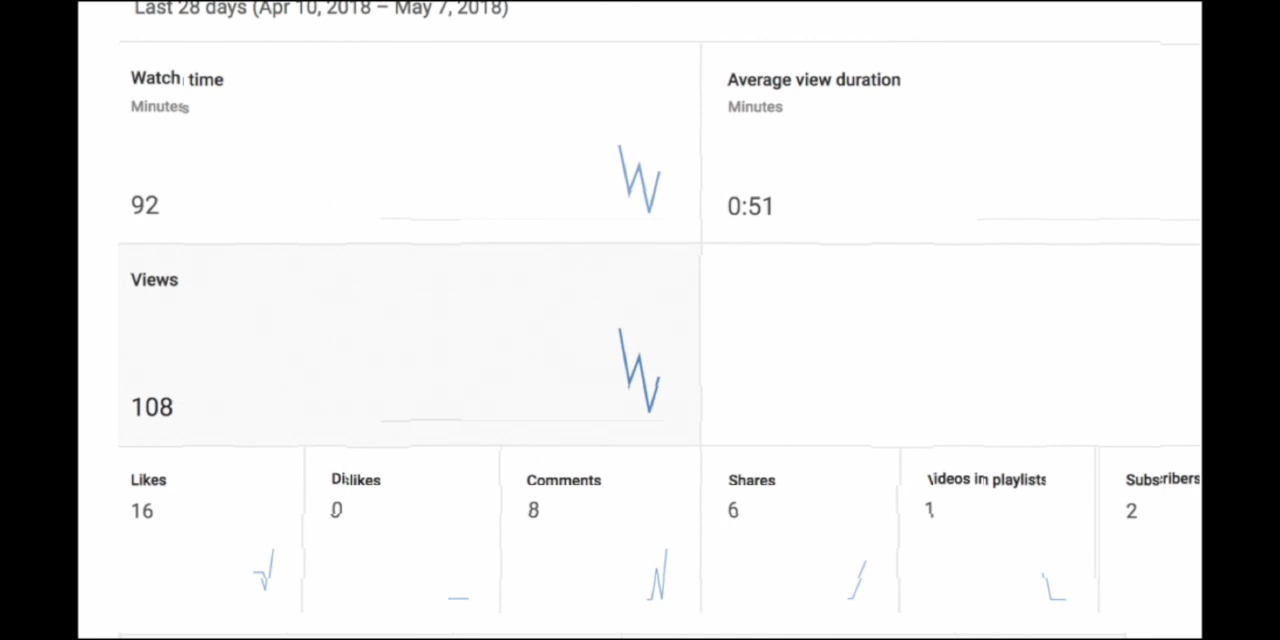 Last 28 days (Apr 10, 2018 – May 7, 2018)
Watch time
Minutes
92
Average view duration
Minutes
0:51
Views
108
Likes
16
Dislikes
0
Comments
8
Shares
6
Videos in playlists
1
Subscribers
2